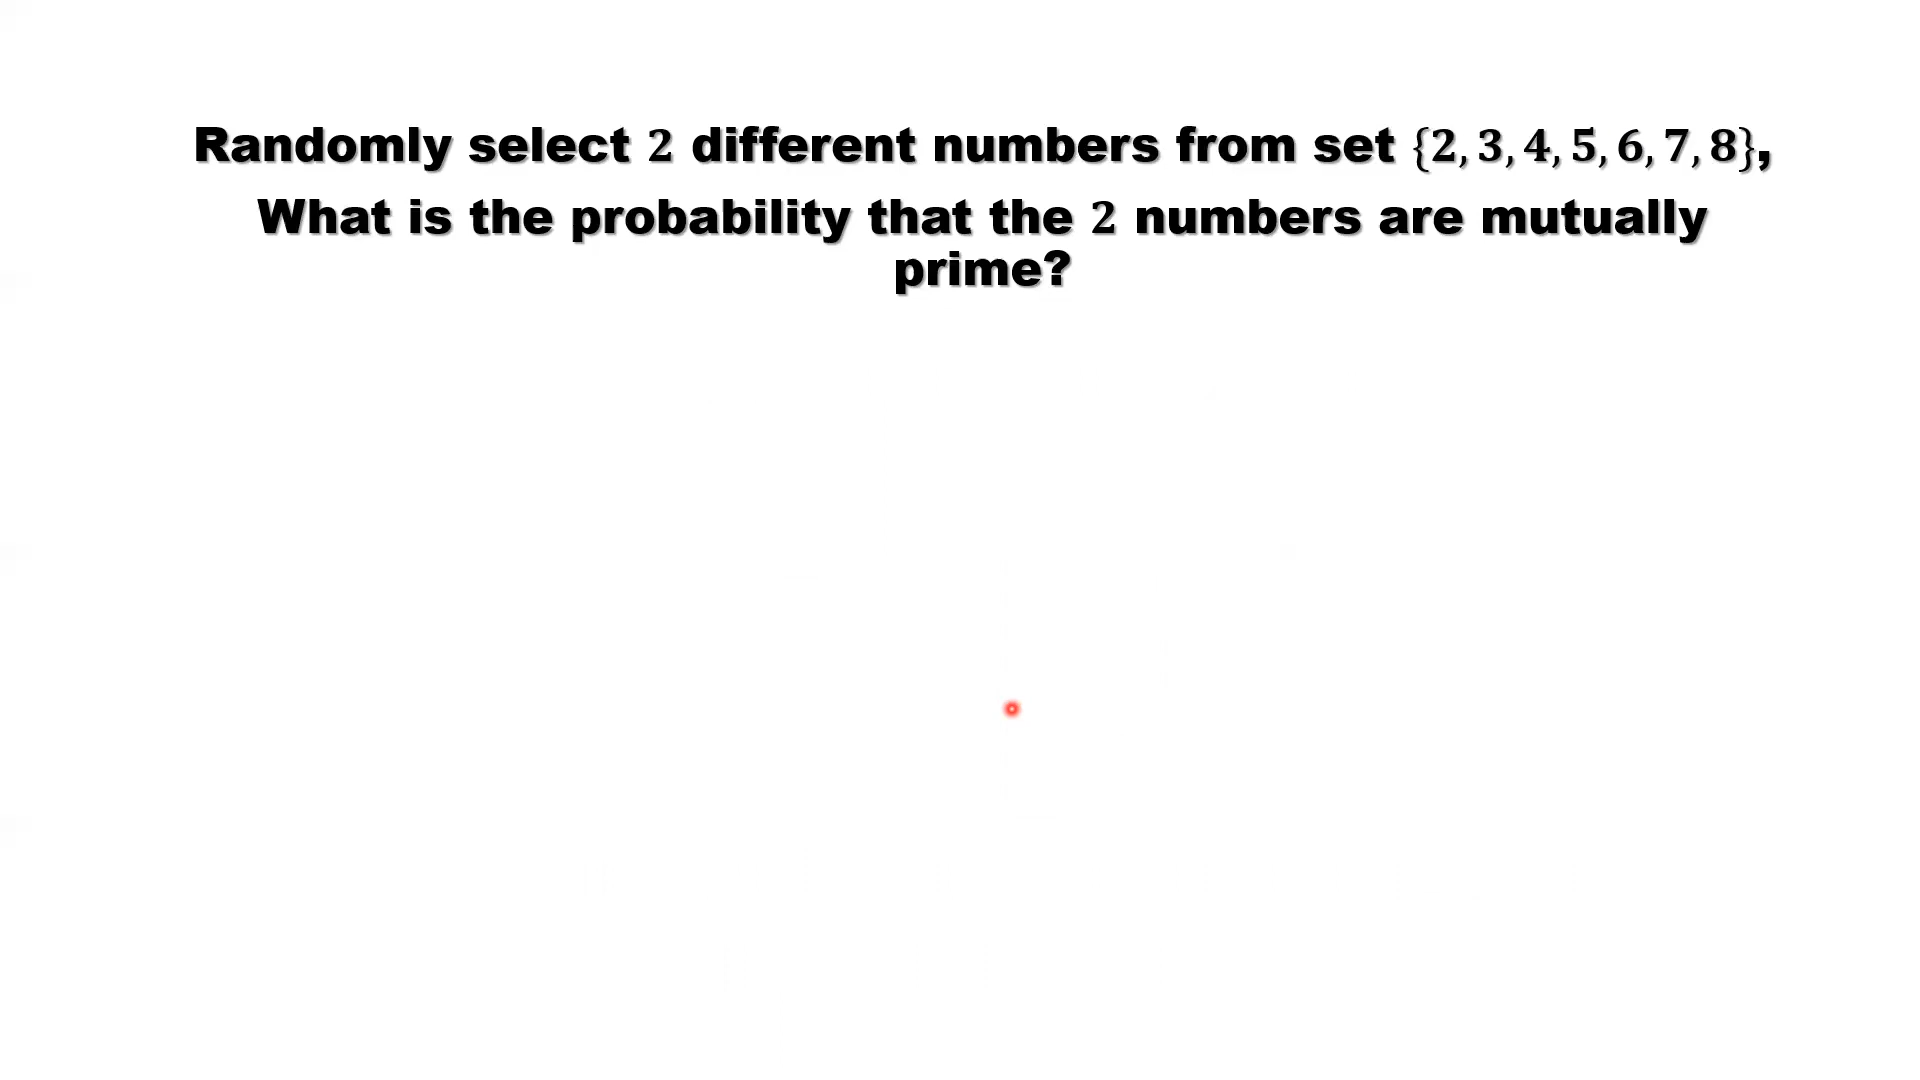 Randomly select 2 different numbers from set {2, 3, 4, 5, 6, 7, 8},
What is the probability that the 2 numbers are mutually
prime?